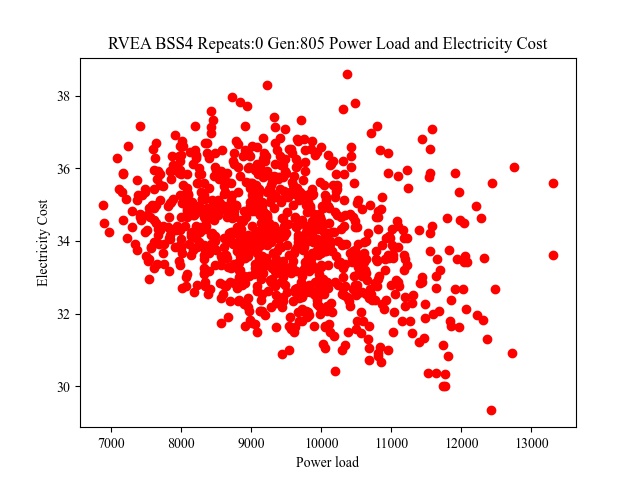 RVEA BSS4 Repeats:0 Gen:805 Power Load and Electricity Cost
38
36
34
32
30
Electricity Cost
7000 8000 9000 10000 11000 12000 13000
Power load